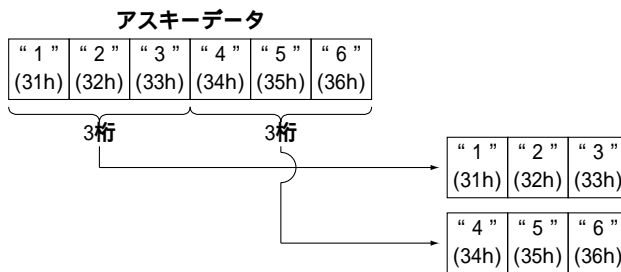 アスキーデータ
“ 1 ” “ 2 ” “ 3 ” “ 4 ” “ 5 ” “ 6 ”
(31h) (32h) (33h) (34h) (35h) (36h)
3桁 3桁
“ 1 ” “ 2 ” “ 3 ”
(31h) (32h) (33h)
“ 4 ” “ 5 ” “ 6 ”
(34h) (35h) (36h)